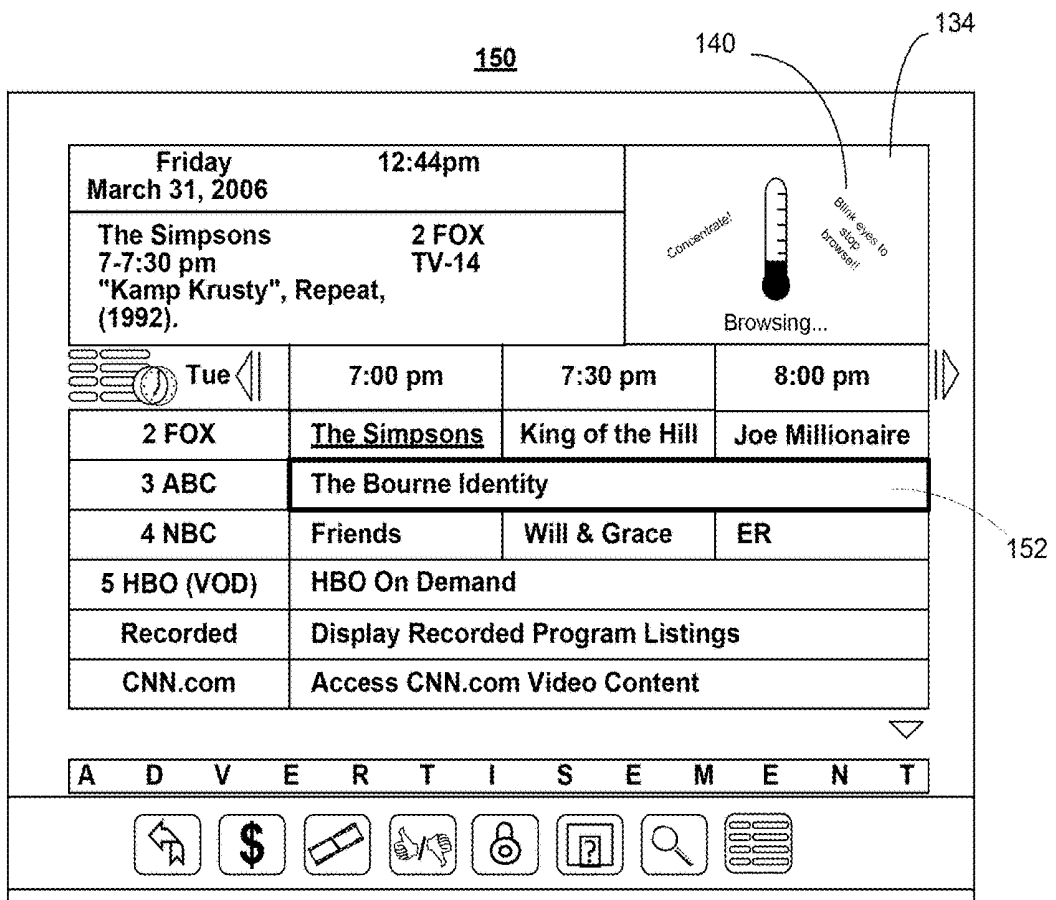 134
140
150
Friday 12:44pm
March 31, 2006
The Simpsons 2 FOX
7-7:30 pm TV-14
"Kamp Krusty", Repeat,
(1992).
Concentrate!
Blink eyes to
stop
browse!!
Browsing...
Tue 7:00 pm 7:30 pm 8:00 pm
2 FOX The Simpsons King of the Hill Joe Millionaire
3 ABC The Bourne Identity
152
4 NBC Friends Will & Grace ER
5 HBO (VOD) HBO On Demand
Recorded Display Recorded Program Listings
CNN.com Access CNN.com Video Content
A D V E R T I S E M E N T
$ ?